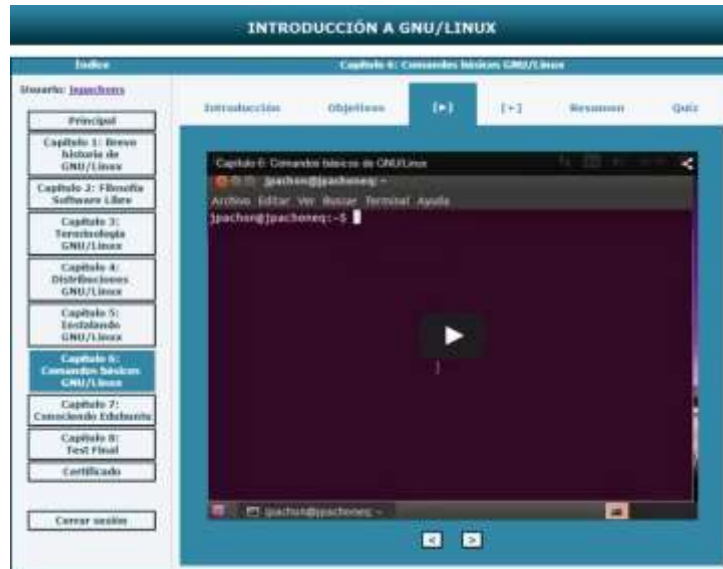 INTRODUCCIÓN A GNU/LINUX
Índice
Capítulo 6: Comandos básicos GNU/Linux
Usuario: jpachons
Introducción
Objetivos
[►]
[+]
Resumen
Quiz
Principal
Capítulo 1: Breve
historia de
GNU/Linux
Capítulo 2: Filosofía
Software Libre
Capítulo 3:
Terminología
GNU/Linux
Capítulo 4:
Distribuciones
GNU/Linux
Capítulo 5:
Instalando
GNU/Linux
Capítulo 6:
Comandos básicos
GNU/Linux
Capítulo 7:
Conociendo Edubuntu
Capítulo 8:
Test Final
Certificado
Cerrar sesión
Capítulo 6: Comandos básicos de GNU/Linux
jpachon@jpachoneq: ~
Archivo Editar Ver Buscar Terminal Ayuda
jpachon@jpachoneq:~$
jpachon@jpachoneq: ~
< >